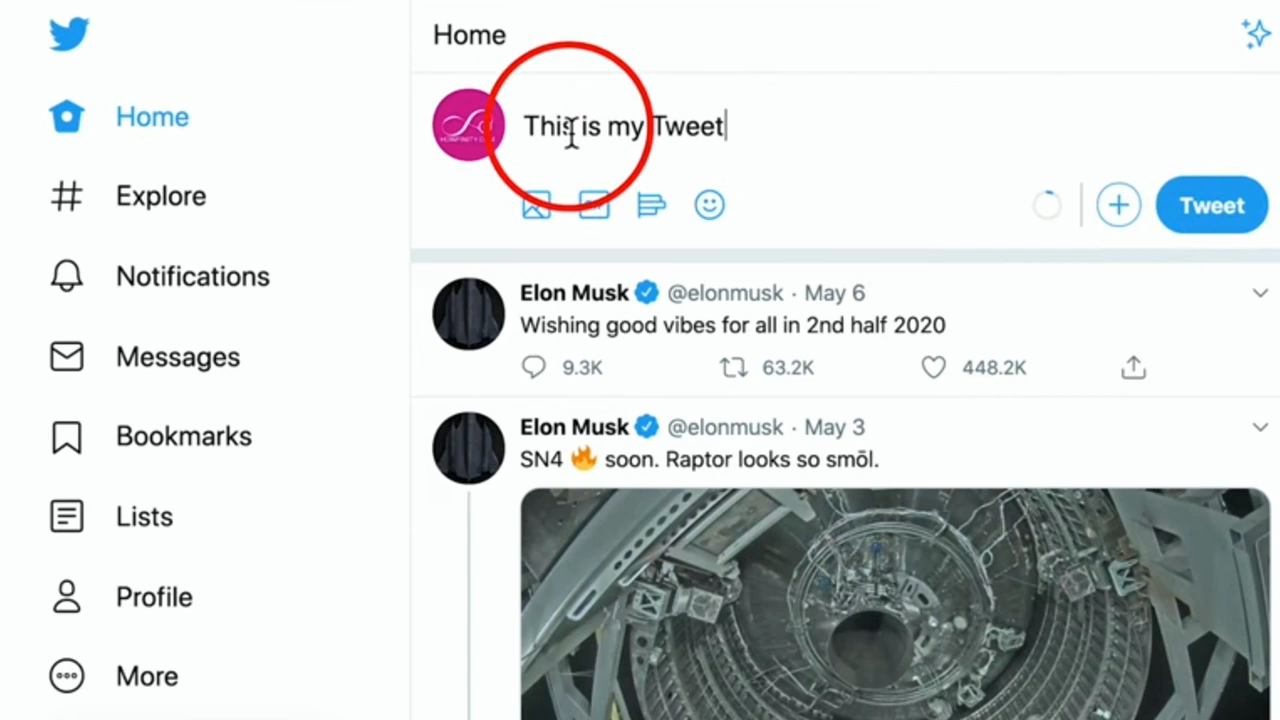 Home
Explore
Notifications
Messages
Bookmarks
Lists
Profile
More
Home
This is my Tweet
Tweet
Elon Musk @elonmusk · May 6
Wishing good vibes for all in 2nd half 2020
9.3K 63.2K 448.2K
Elon Musk @elonmusk · May 3
SN4 🔥 soon. Raptor looks so smōl.